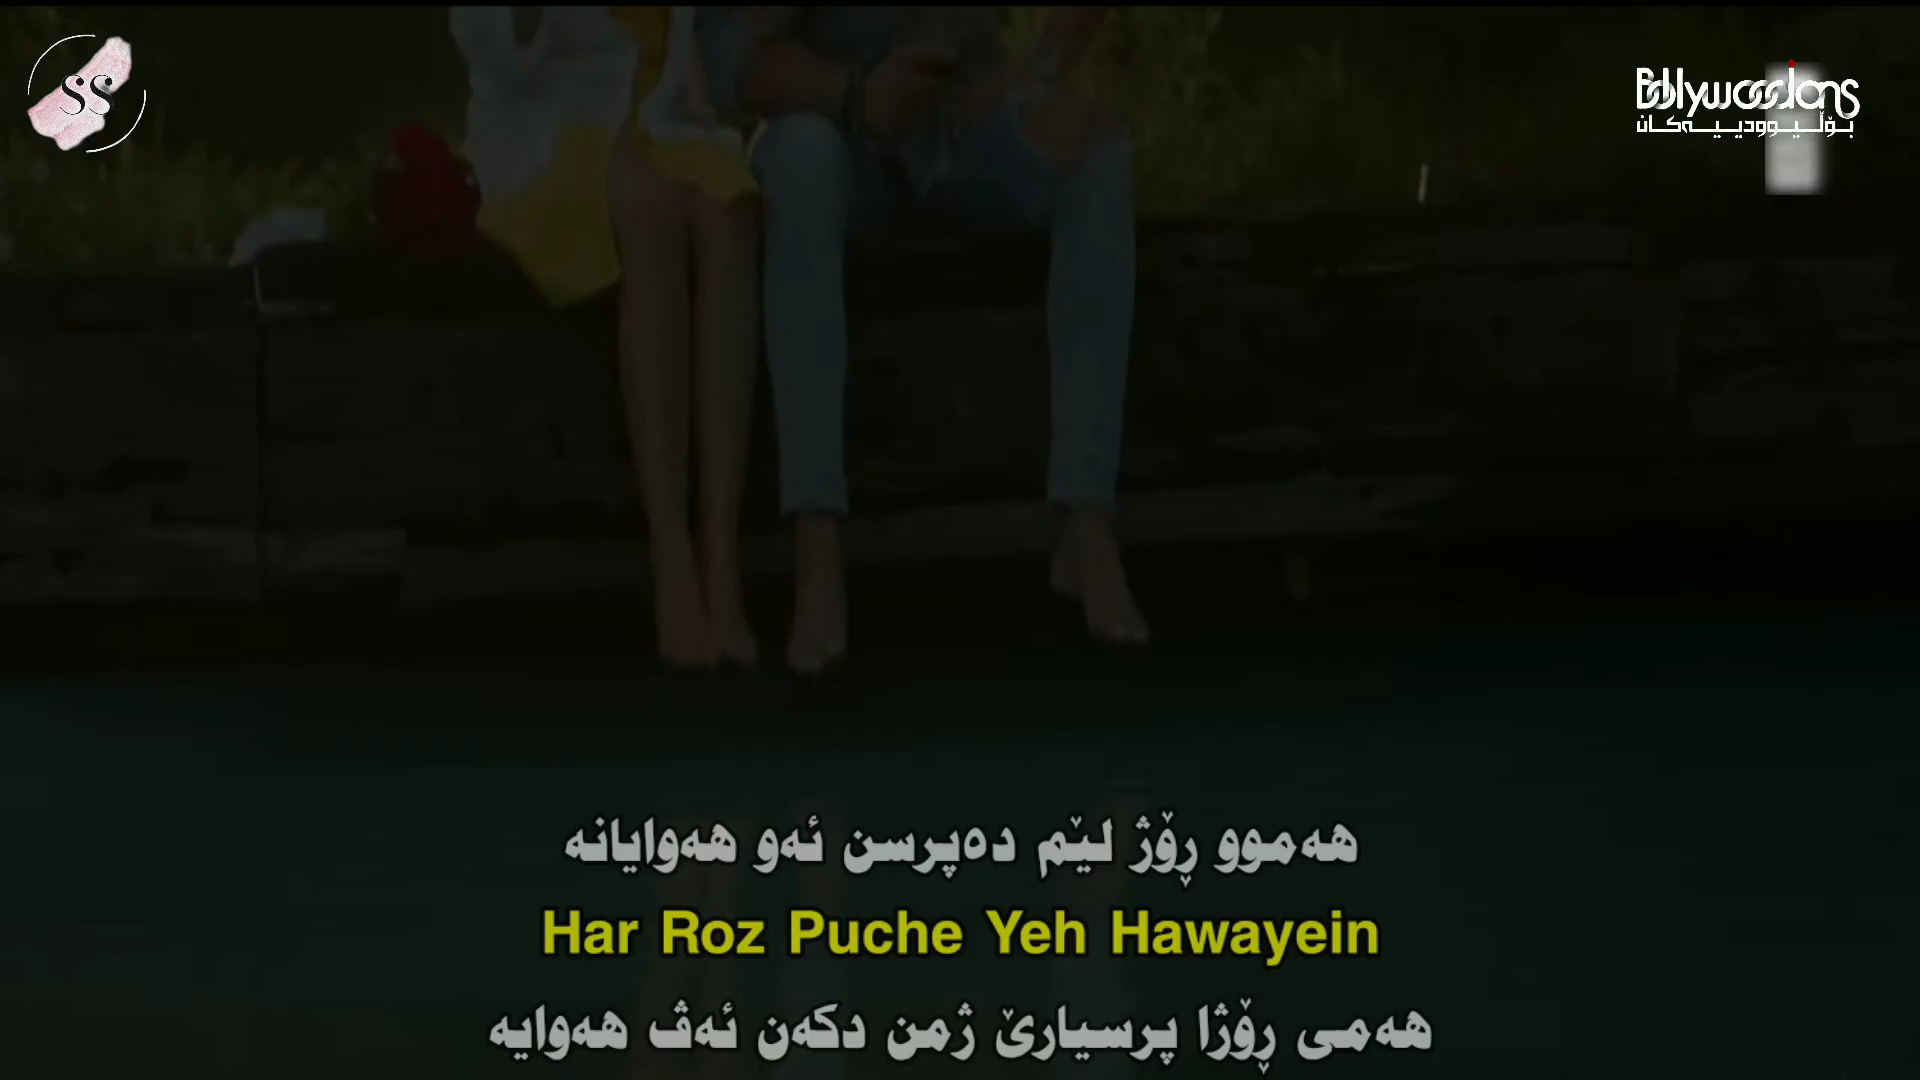 SS
Bollywoodians
بۆڵیوودییەکان
هەموو ڕۆژ لێم دەپرسن ئەو هەوایانە
Har Roz Puche Yeh Hawayein
هەمی ڕۆژا پرسیارێ ژمن دکەن ئەڤ هەوایە